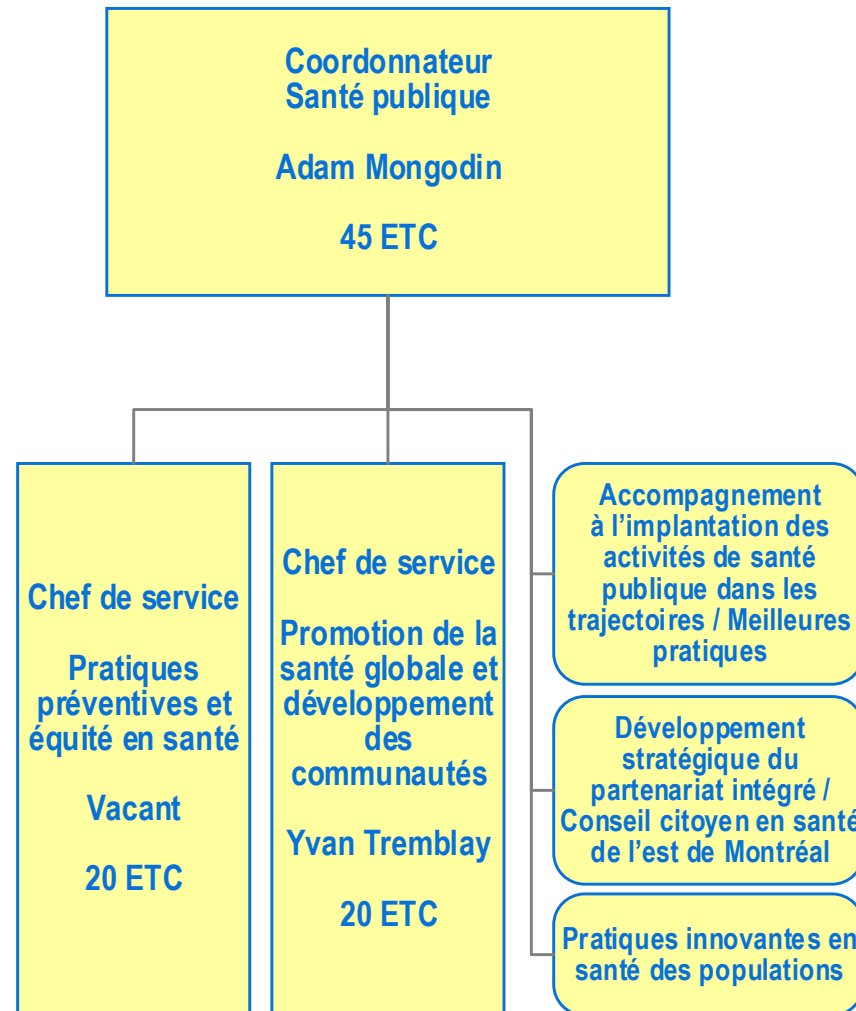 Coordonnateur
Santé publique
Adam Mongodin
45 ETC
Chef de service
Pratiques
préventives et
équité en santé
Vacant
20 ETC
Chef de service
Promotion de la
santé globale et
développement
des
communautés
Yvan Tremblay
20 ETC
Accompagnement
à l’implantation des
activités de santé
publique dans les
trajectoires / Meilleures
pratiques
Développement
stratégique du
partenariat intégré /
Conseil citoyen en santé
de l’est de Montréal
Pratiques innovantes en
santé des populations